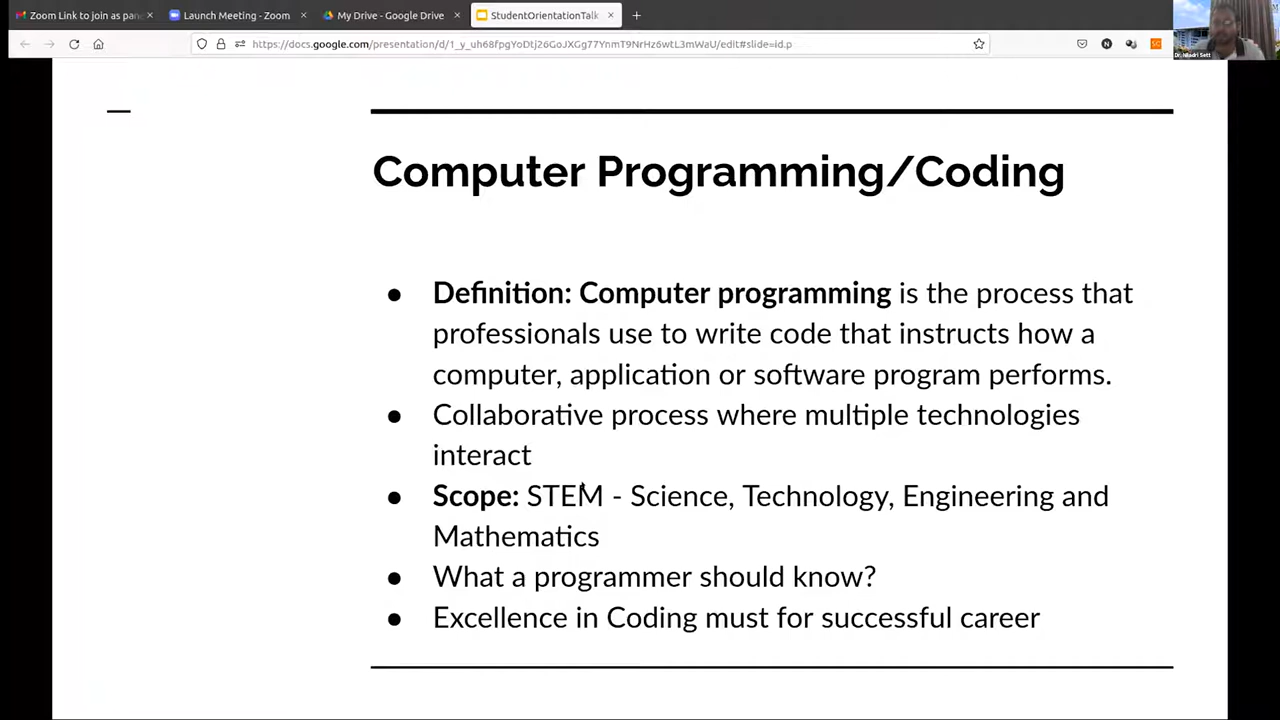 Zoom Link to join as pan
Launch Meeting - Zoom
My Drive - Google Drive
StudentOrientationTalk
https://docs.google.com/presentation/d/1_y_uh68fpgYoDtj26GoJXGg77YnmT9NrHz6wtL3mWaU/edit#slide=id.p
Computer Programming/Coding
● Definition: Computer programming is the process that
professionals use to write code that instructs how a
computer, application or software program performs.
● Collaborative process where multiple technologies
interact
● Scope: STEM - Science, Technology, Engineering and
Mathematics
● What a programmer should know?
● Excellence in Coding must for successful career